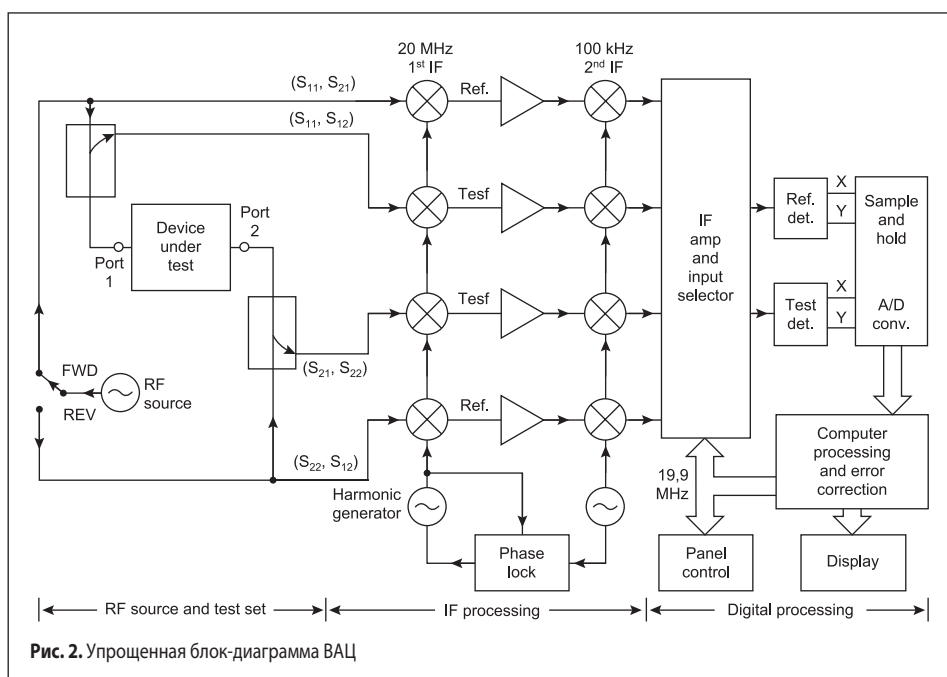 20 MHz
1st IF
100 kHz
2nd IF
(S11, S21)
Ref.
(S11, S12)
Tesf
Port
2
Device
under
test
Port
1
IF
amp
and
input
selector
Ref.
det.
X
Y
Sample
and
hold
Test
det.
X
Y
A/D
conv.
Tesf
(S21, S22)
FWD
REV
RF
source
Ref.
(S22, S12)
Harmonic
generator
Phase
lock
19,9
MHz
Computer
processing
and error
correction
Panel
control
Display
RF source and test set
IF processing
Digital processing
Рис. 2. Упрощенная блок-диаграмма ВАЦ